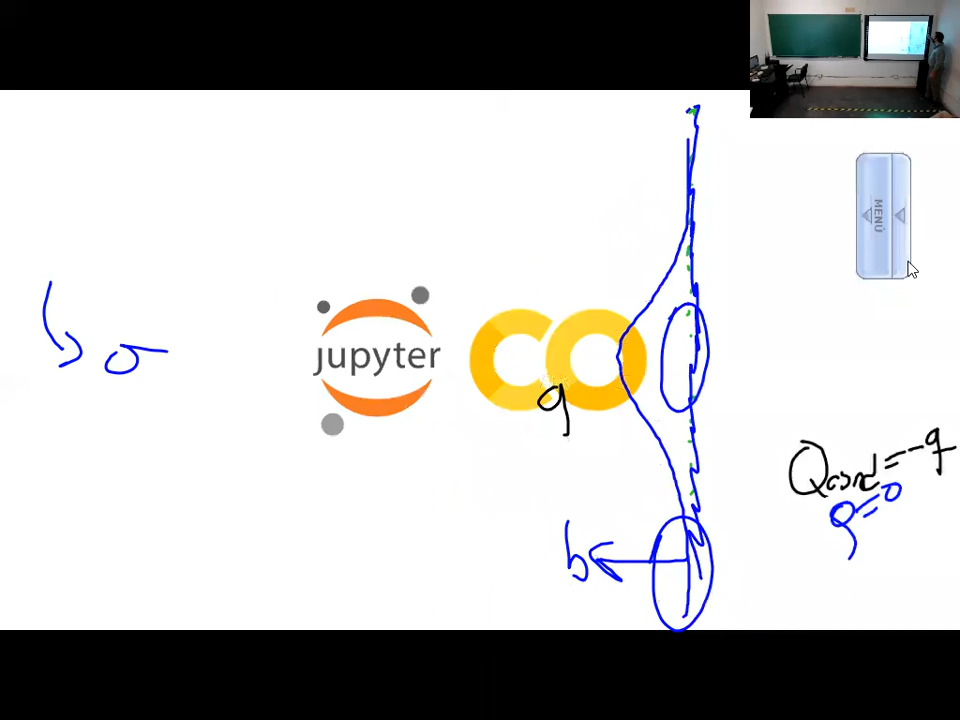 MENÚ
σ
jupyter
CO
q
Qcond = -q
ρ = 0
b